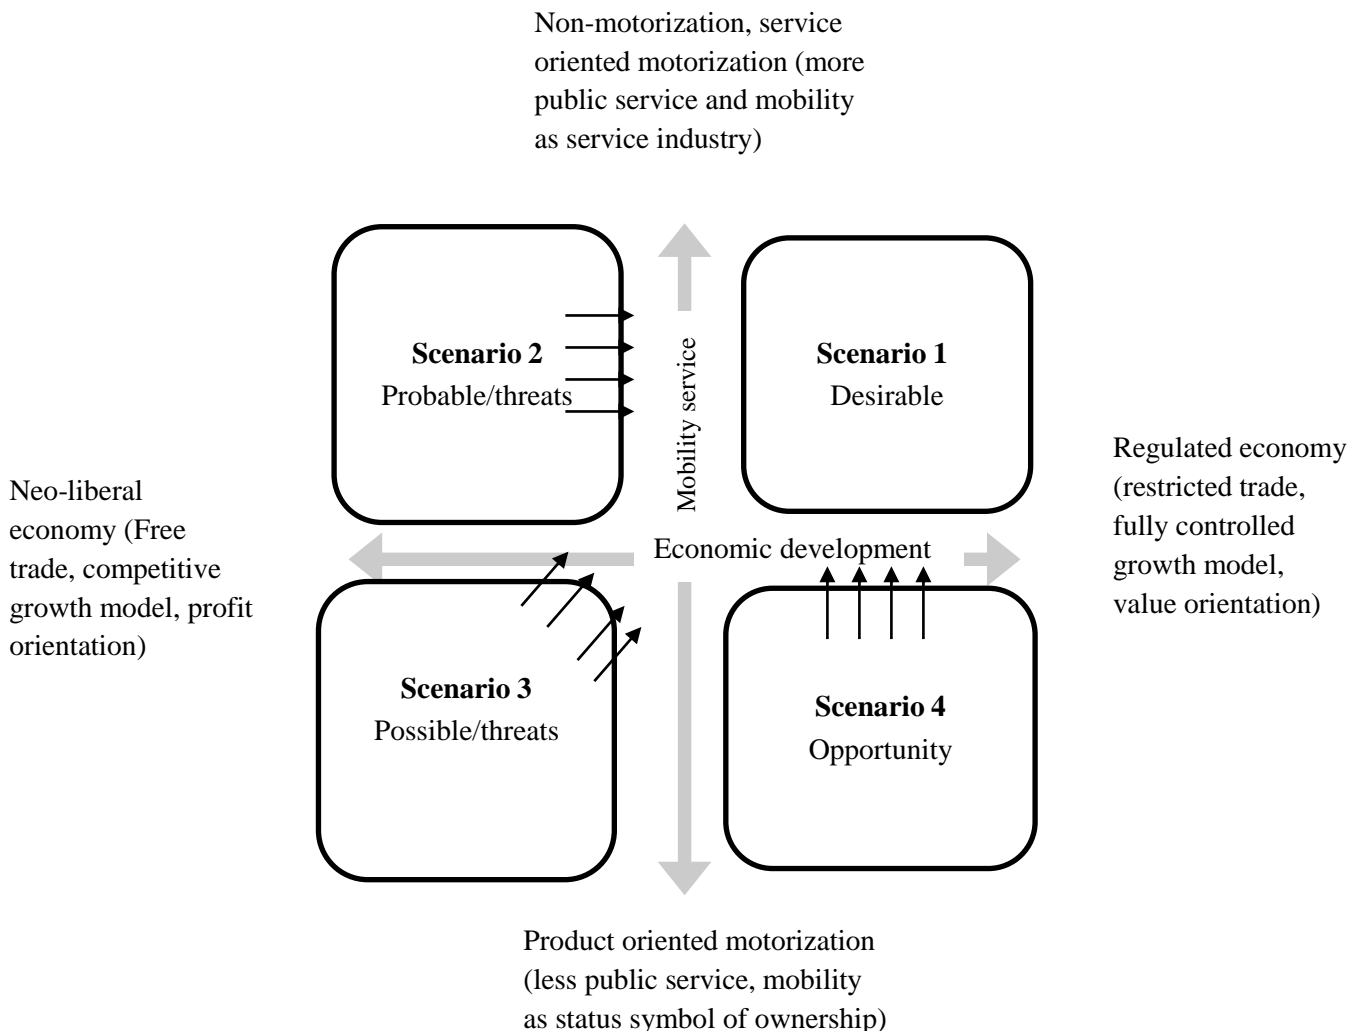 Non-motorization, service
oriented motorization (more
public service and mobility
as service industry)
Scenario 2
Probable/threats
Mobility service
Scenario 1
Desirable
Neo-liberal
economy (Free
trade, competitive
growth model, profit
orientation)
Economic development
Regulated economy
(restricted trade,
fully controlled
growth model,
value orientation)
Scenario 3
Possible/threats
Scenario 4
Opportunity
Product oriented motorization
(less public service, mobility
as status symbol of ownership)